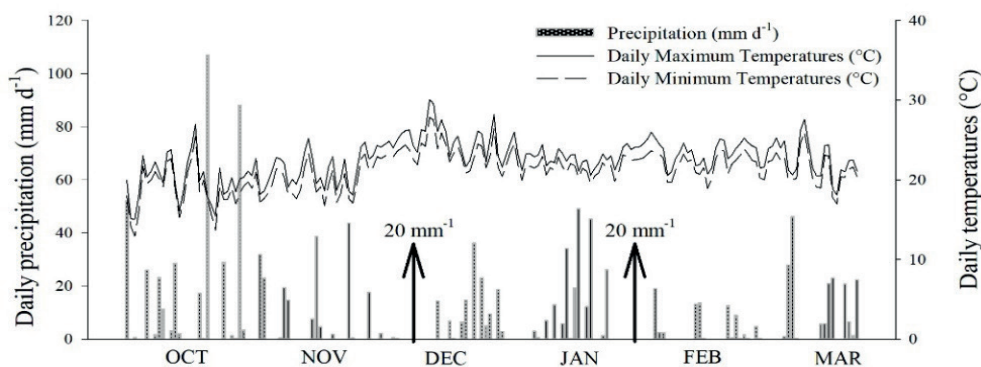 120
100
80
60
40
20
0
Daily precipitation (mm d⁻¹)
Precipitation (mm d⁻¹)
Daily Maximum Temperatures (°C)
Daily Minimum Temperatures (°C)
20 mm⁻¹
20 mm⁻¹
40
30
20
10
0
Daily temperatures (°C)
OCT NOV DEC JAN FEB MAR